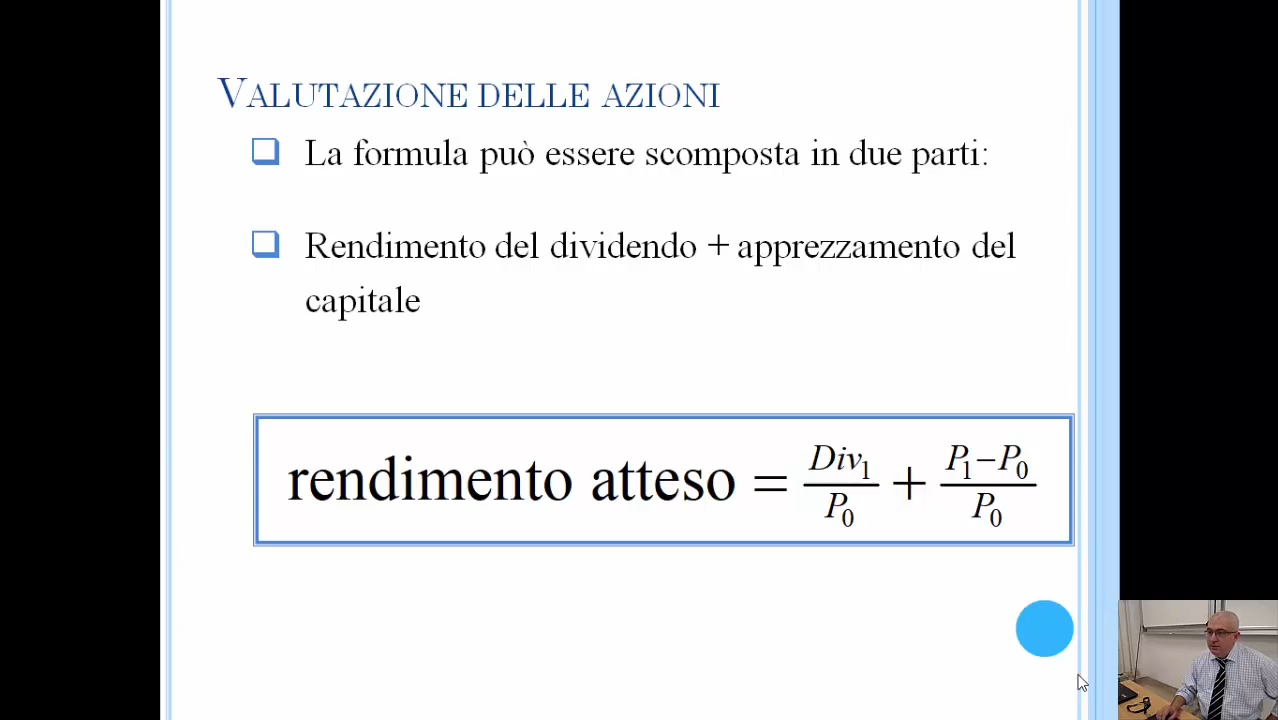 VALUTAZIONE DELLE AZIONI
La formula può essere scomposta in due parti:
Rendimento del dividendo + apprezzamento del
capitale
rendimento atteso = Div₁/P₀ + P₁−P₀/P₀